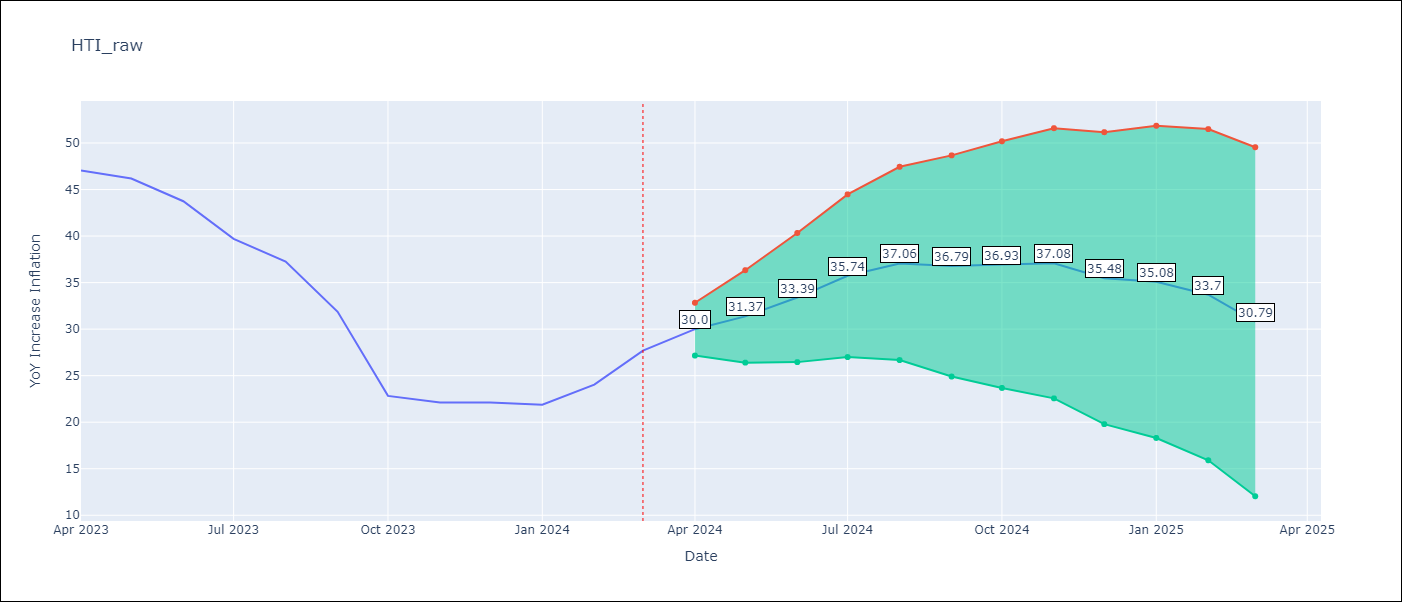 HTI_raw
YoY Increase Inflation
50
45
40
35
30
25
20
15
10
30.0
31.37
33.39
35.74
37.06
36.79
36.93
37.08
35.48
35.08
33.7
30.79
Apr 2023
Jul 2023
Oct 2023
Jan 2024
Apr 2024
Jul 2024
Oct 2024
Jan 2025
Apr 2025
Date